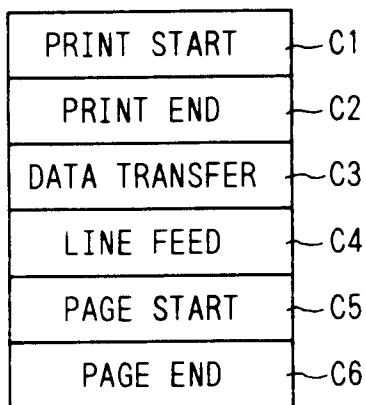 PRINT START C1
PRINT END C2
DATA TRANSFER C3
LINE FEED C4
PAGE START C5
PAGE END C6